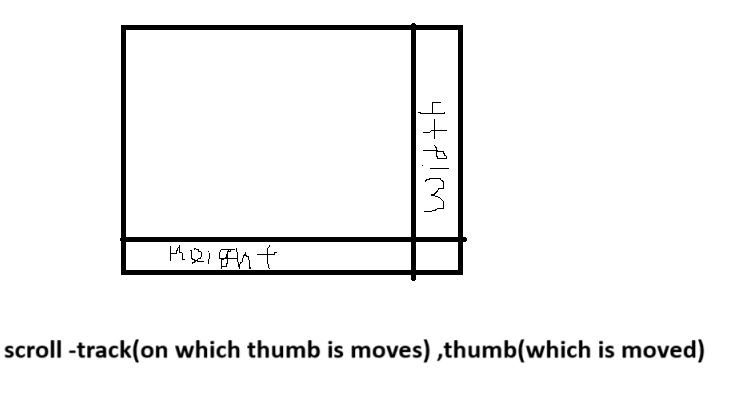 width
Height
scroll -track(on which thumb is moves) ,thumb(which is moved)